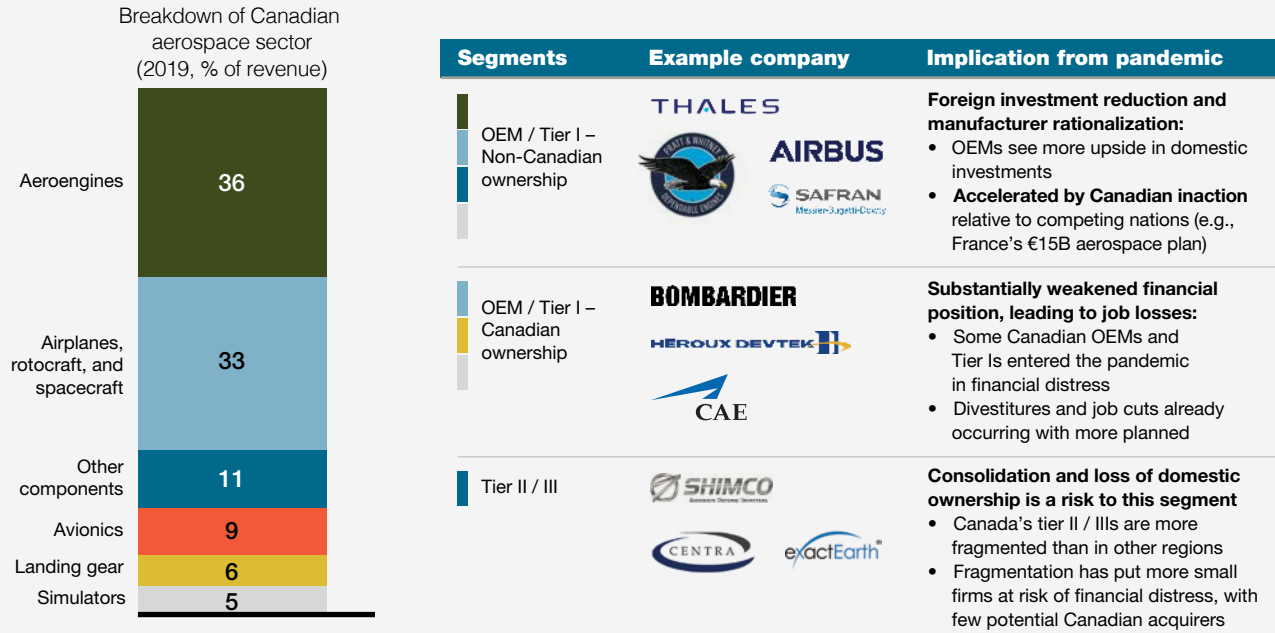 Breakdown of Canadian
aerospace sector
(2019, % of revenue)
Aeroengines
36
Airplanes,
rotocraft, and
spacecraft
33
Other
components
11
Avionics
9
Landing gear
6
Simulators
5
Segments
Example company
Implication from pandemic
OEM / Tier I –
Non-Canadian
ownership
THALES
PRATT & WHITNEY
DEPENDABLE ENGINES
AIRBUS
SAFRAN
Messier-Bugatti-Dowty
Foreign investment reduction and
manufacturer rationalization:
• OEMs see more upside in domestic
investments
• Accelerated by Canadian inaction
relative to competing nations (e.g.,
France's €15B aerospace plan)
OEM / Tier I –
Canadian
ownership
BOMBARDIER
HÉROUX DEVTEK
CAE
Substantially weakened financial
position, leading to job losses:
• Some Canadian OEMs and
Tier Is entered the pandemic
in financial distress
• Divestitures and job cuts already
occurring with more planned
Tier II / III
SHIMCO
CENTRA
exactEarth®
Consolidation and loss of domestic
ownership is a risk to this segment
• Canada's tier II / IIIs are more
fragmented than in other regions
• Fragmentation has put more small
firms at risk of financial distress, with
few potential Canadian acquirers